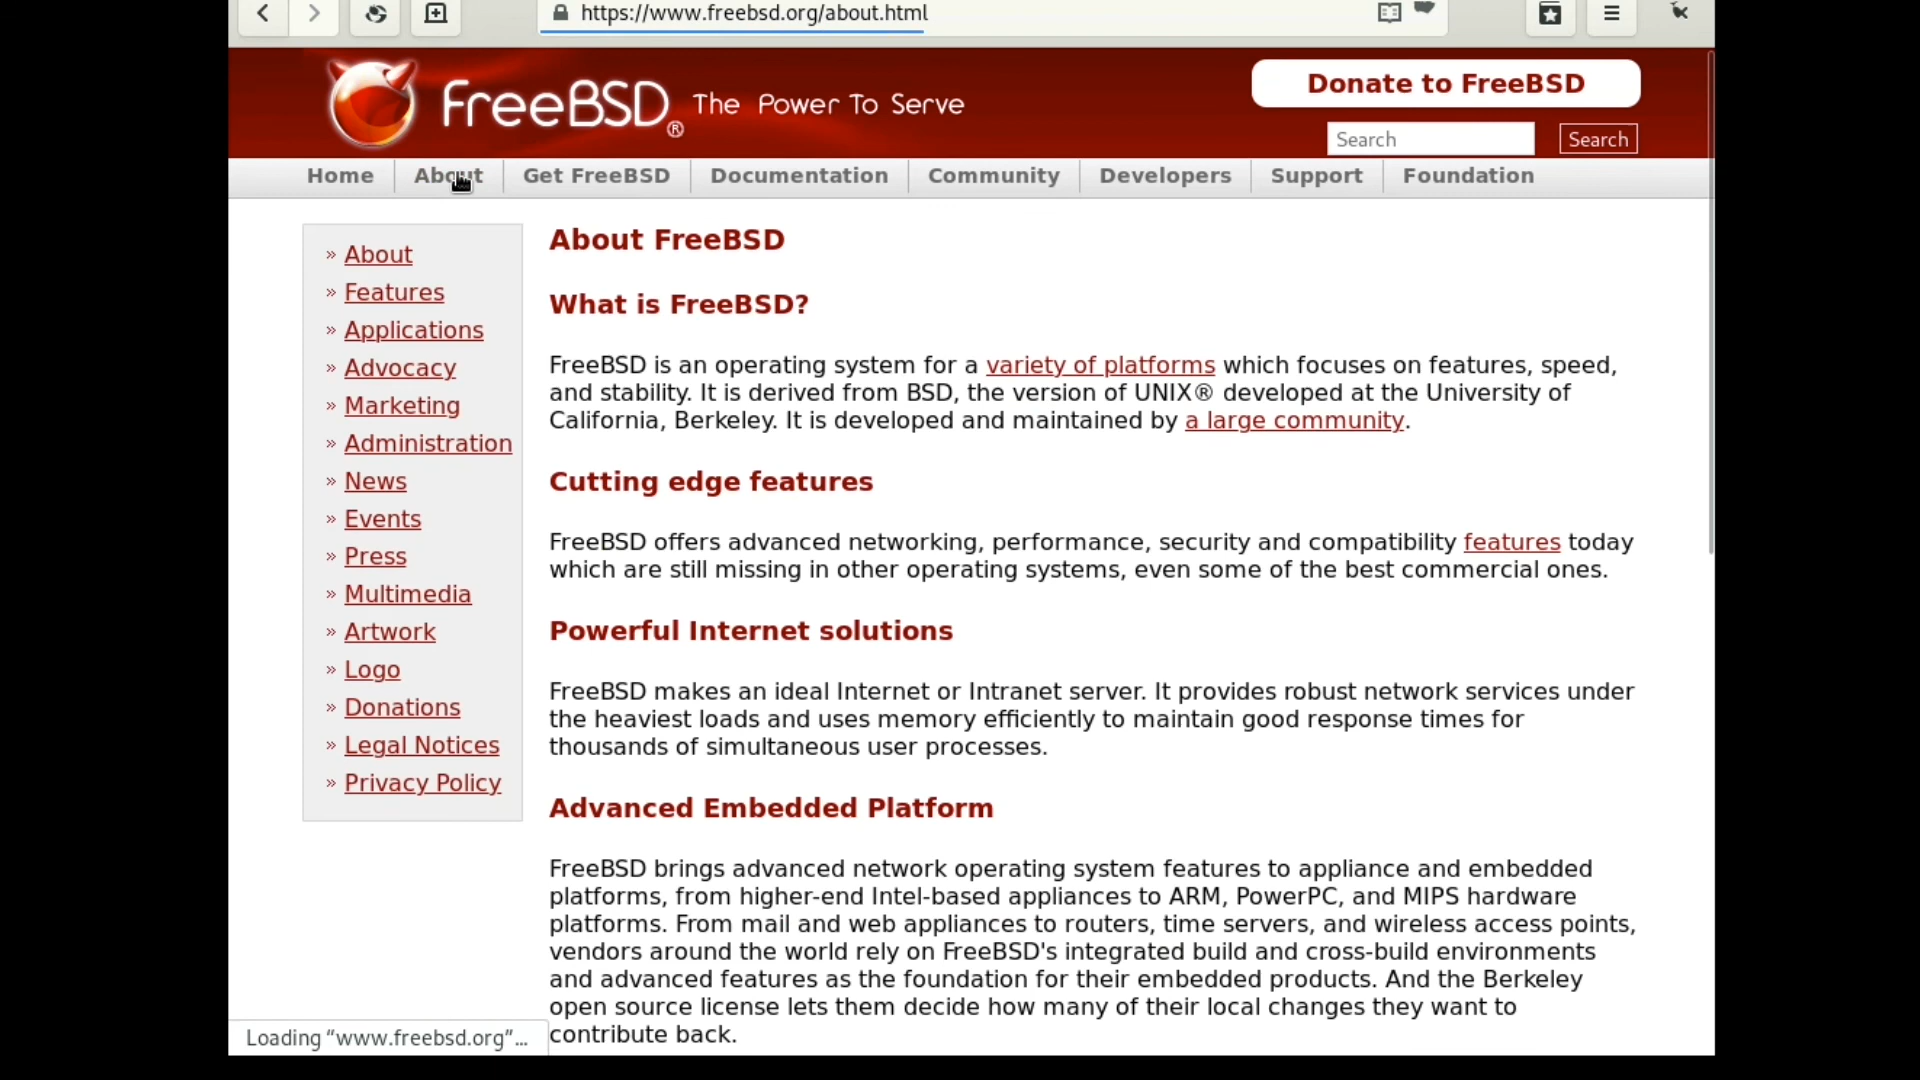 https://www.freebsd.org/about.html
FreeBSD® The Power To Serve
Donate to FreeBSD
Search Search
Home About Get FreeBSD Documentation Community Developers Support Foundation
» About
» Features
» Applications
» Advocacy
» Marketing
» Administration
» News
» Events
» Press
» Multimedia
» Artwork
» Logo
» Donations
» Legal Notices
» Privacy Policy
About FreeBSD
What is FreeBSD?
FreeBSD is an operating system for a variety of platforms which focuses on features, speed,
and stability. It is derived from BSD, the version of UNIX® developed at the University of
California, Berkeley. It is developed and maintained by a large community.
Cutting edge features
FreeBSD offers advanced networking, performance, security and compatibility features today
which are still missing in other operating systems, even some of the best commercial ones.
Powerful Internet solutions
FreeBSD makes an ideal Internet or Intranet server. It provides robust network services under
the heaviest loads and uses memory efficiently to maintain good response times for
thousands of simultaneous user processes.
Advanced Embedded Platform
FreeBSD brings advanced network operating system features to appliance and embedded
platforms, from higher-end Intel-based appliances to ARM, PowerPC, and MIPS hardware
platforms. From mail and web appliances to routers, time servers, and wireless access points,
vendors around the world rely on FreeBSD's integrated build and cross-build environments
and advanced features as the foundation for their embedded products. And the Berkeley
open source license lets them decide how many of their local changes they want to
contribute back.
Loading “www.freebsd.org”...